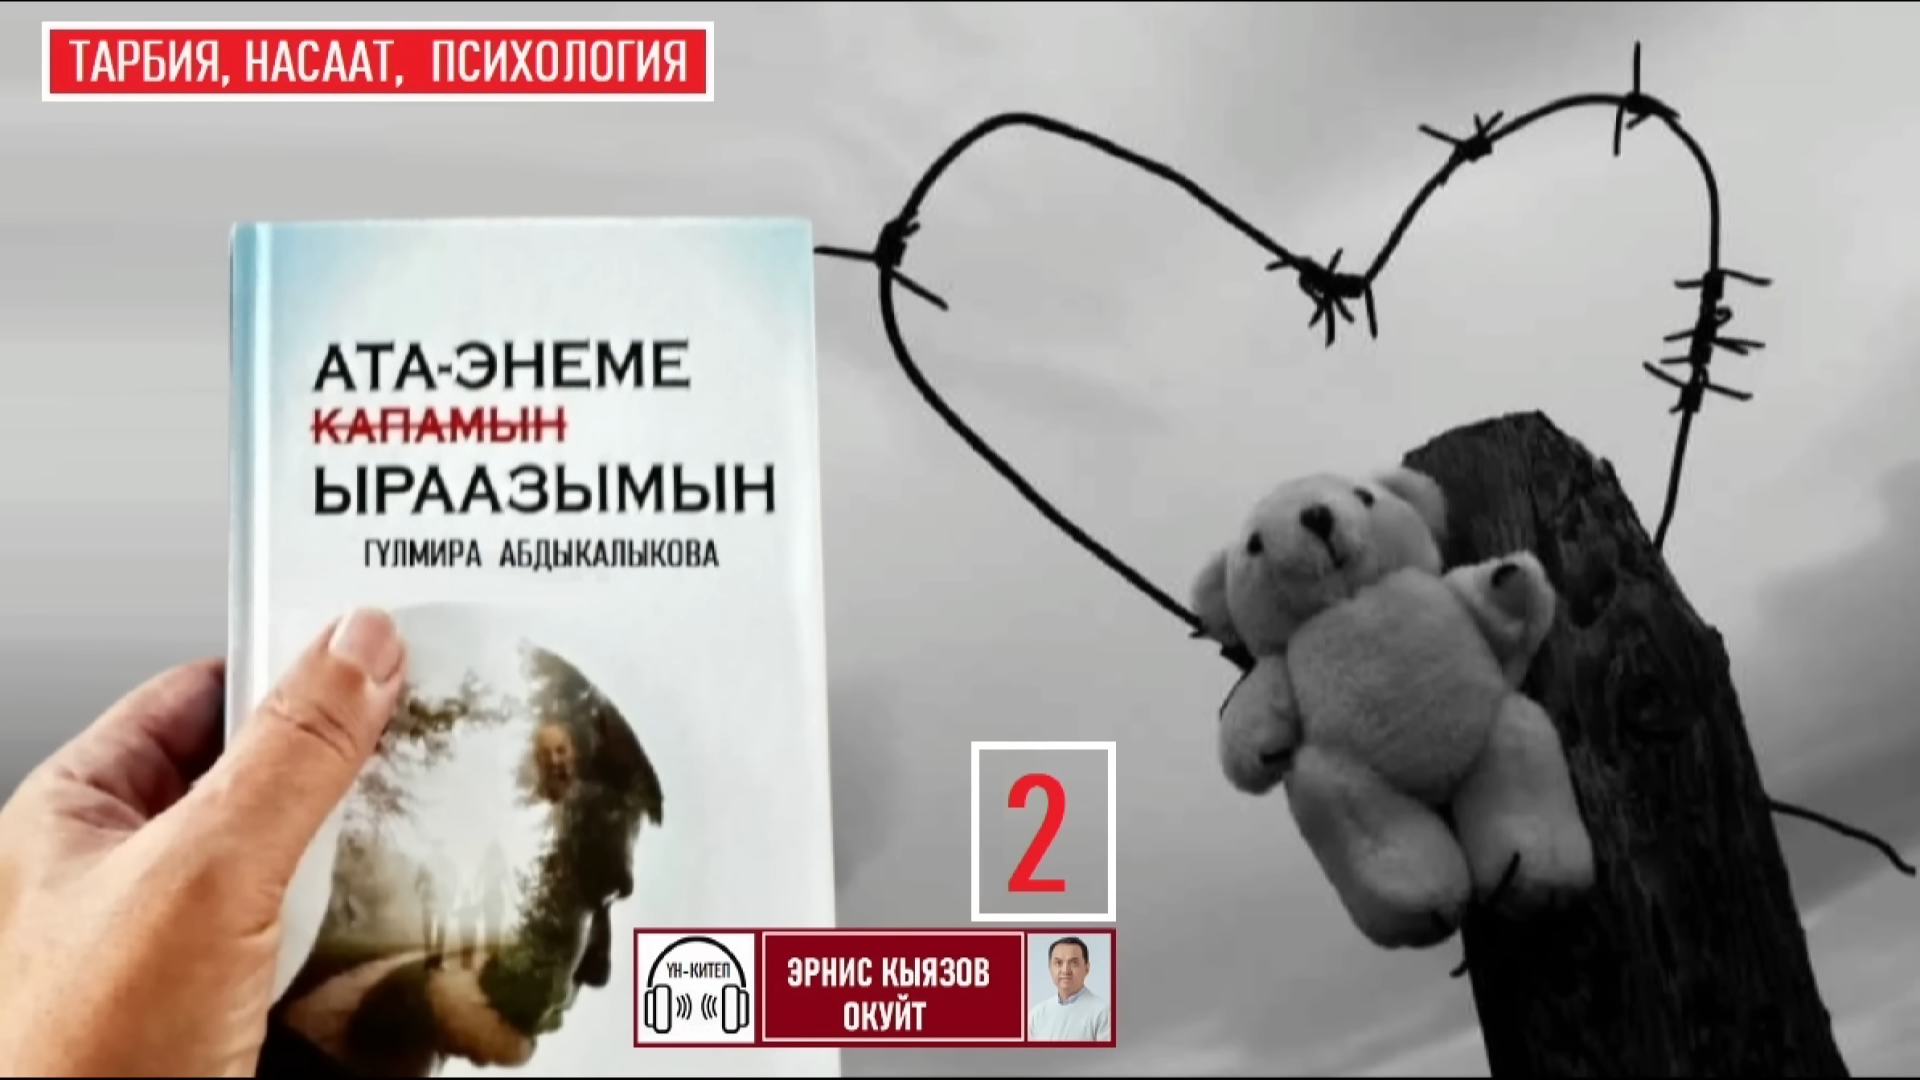 ТАРБИЯ, НАСААТ, ПСИХОЛОГИЯ
АТА-ЭНЕМЕ
КАПАМЫН
ЫРААЗЫМЫН
ГҮЛМИРА АБДЫКАЛЫКОВА
2
ҮН-КИТЕП
ЭРНИС КЫЯЗОВ
ОКУЙТ